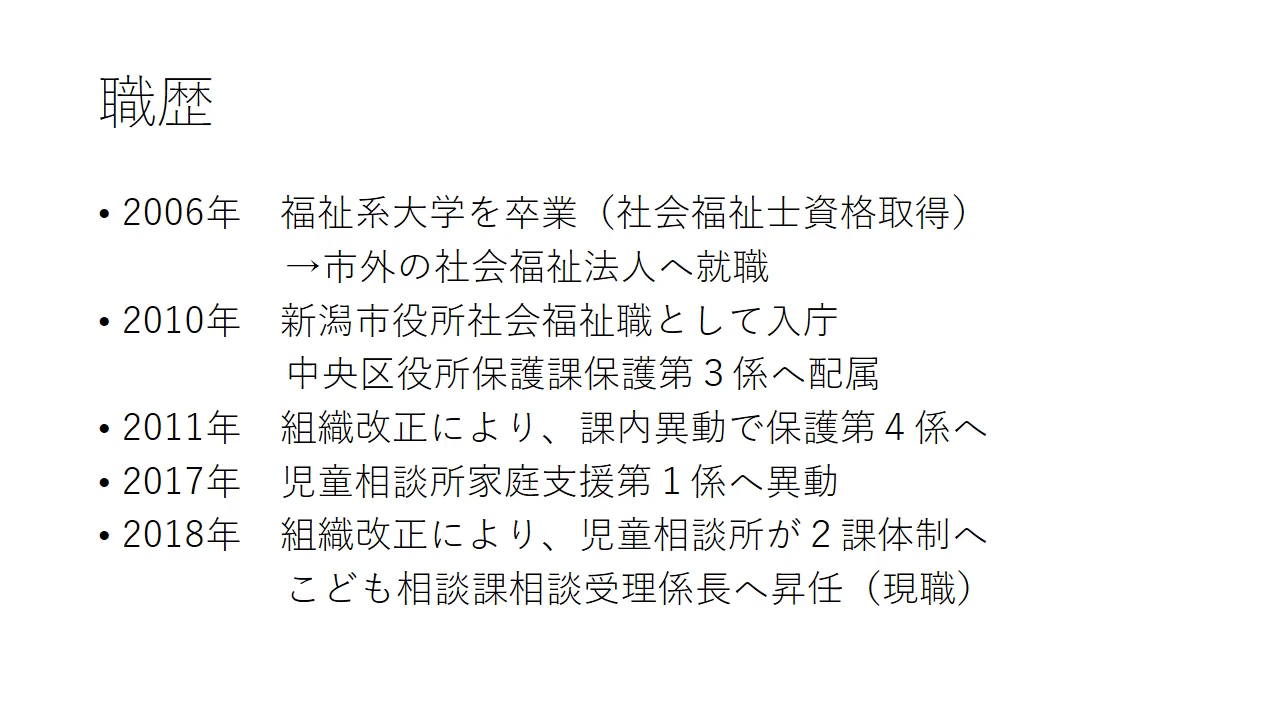 職歴
• 2006年　福祉系大学を卒業（社会福祉士資格取得）
→市外の社会福祉法人へ就職
• 2010年　新潟市役所社会福祉職として入庁
中央区役所保護課保護第３係へ配属
• 2011年　組織改正により、課内異動で保護第４係へ
• 2017年　児童相談所家庭支援第１係へ異動
• 2018年　組織改正により、児童相談所が２課体制へ
こども相談課相談受理係長へ昇任（現職）